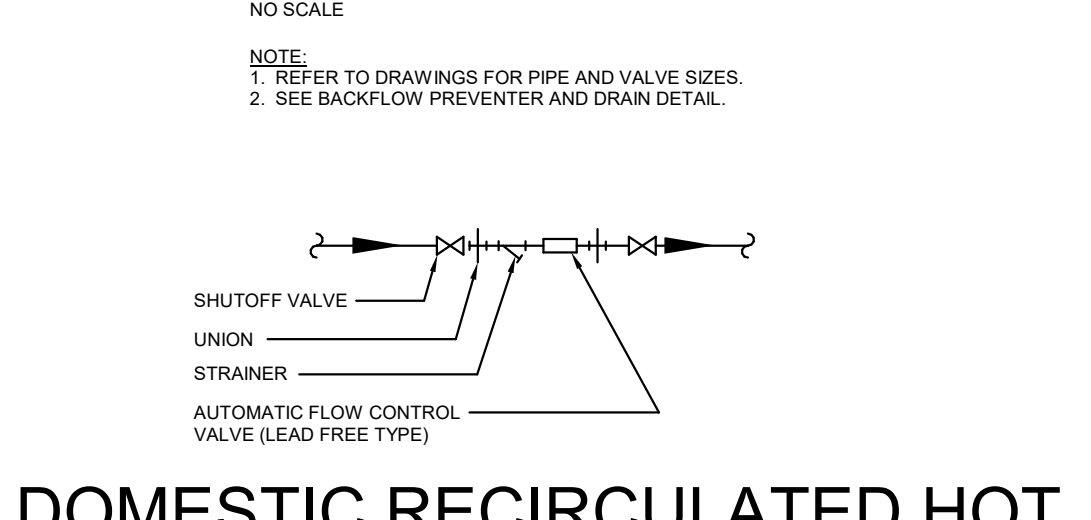 NO SCALE
NOTE:
1. REFER TO DRAWINGS FOR PIPE AND VALVE SIZES.
2. SEE BACKFLOW PREVENTER AND DRAIN DETAIL.
SHUTOFF VALVE
UNION
STRAINER
AUTOMATIC FLOW CONTROL
VALVE (LEAD FREE TYPE)
DOMESTIC RECIRCULATED HOT